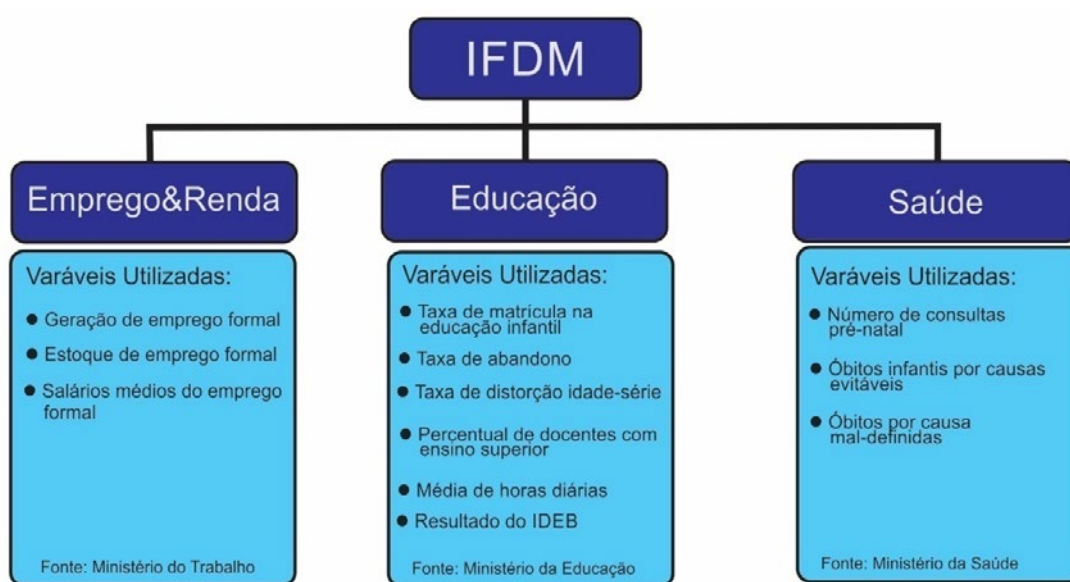 IFDM
Emprego&Renda
Varáveis Utilizadas:
● Geração de emprego formal
● Estoque de emprego formal
● Salários médios do emprego
formal
Fonte: Ministério do Trabalho
Educação
Varáveis Utilizadas:
● Taxa de matrícula na
educação infantil
● Taxa de abandono
● Taxa de distorção idade-série
● Percentual de docentes com
ensino superior
● Média de horas diárias
● Resultado do IDEB
Fonte: Ministério da Educação
Saúde
Varáveis Utilizadas:
● Número de consultas
pré-natal
● Óbitos infantis por causas
evitáveis
● Óbitos por causa
mal-definidas
Fonte: Ministério da Saúde